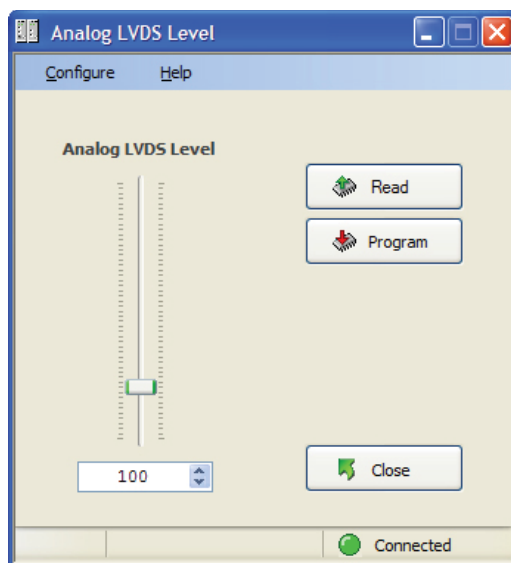 Analog LVDS Level
Configure Help
Analog LVDS Level
Read
Program
100
Close
Connected